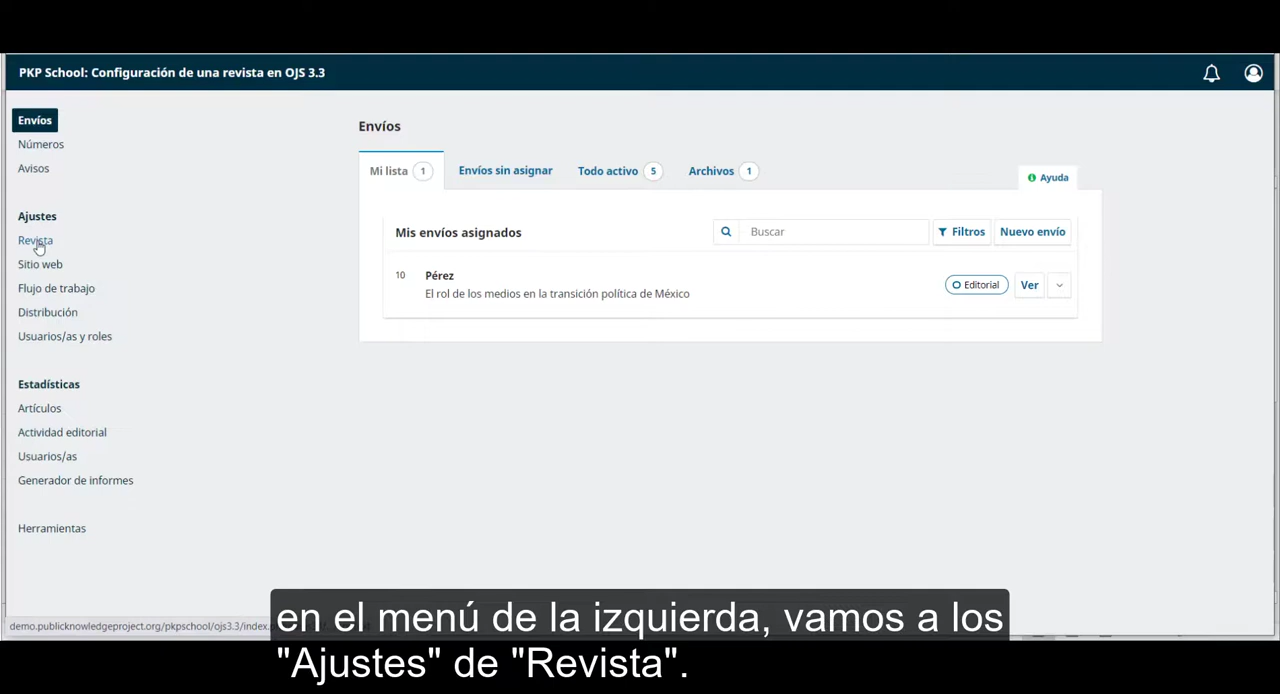 PKP School: Configuración de una revista en OJS 3.3
Envíos
Números
Avisos
Ajustes
Revista
Sitio web
Flujo de trabajo
Distribución
Usuarios/as y roles
Estadísticas
Artículos
Actividad editorial
Usuarios/as
Generador de informes
Herramientas
Envíos
Mi lista 1 Envíos sin asignar Todo activo 5 Archivos 1
Ayuda
Mis envíos asignados Buscar Filtros Nuevo envío
10 Pérez Editorial Ver
El rol de los medios en la transición política de México
demo.publicknowledgeproject.org/pkpschool/ojs3.3/index.
en el menú de la izquierda, vamos a los
"Ajustes" de "Revista".